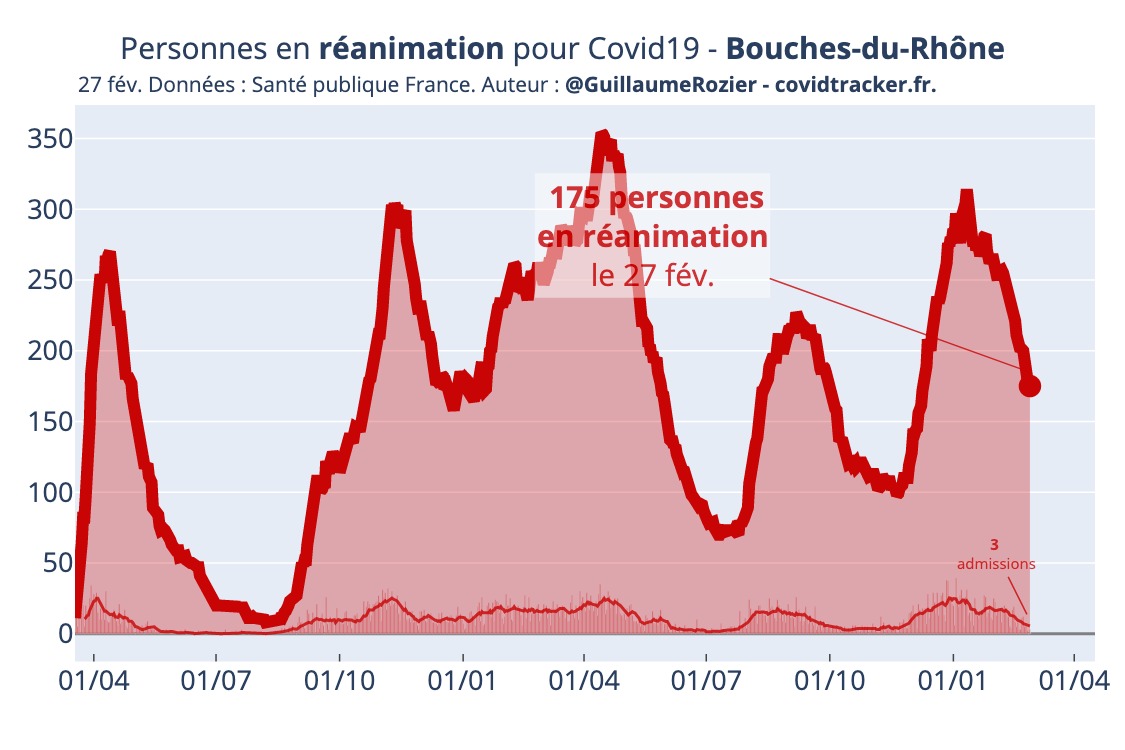 Personnes en réanimation pour Covid19 - Bouches-du-Rhône
27 fév. Données : Santé publique France. Auteur : @GuillaumeRozier - covidtracker.fr.
350
300
250
200
150
100
50
0
175 personnes
en réanimation
le 27 fév.
3
admissions
01/04 01/07 01/10 01/01 01/04 01/07 01/10 01/01 01/04